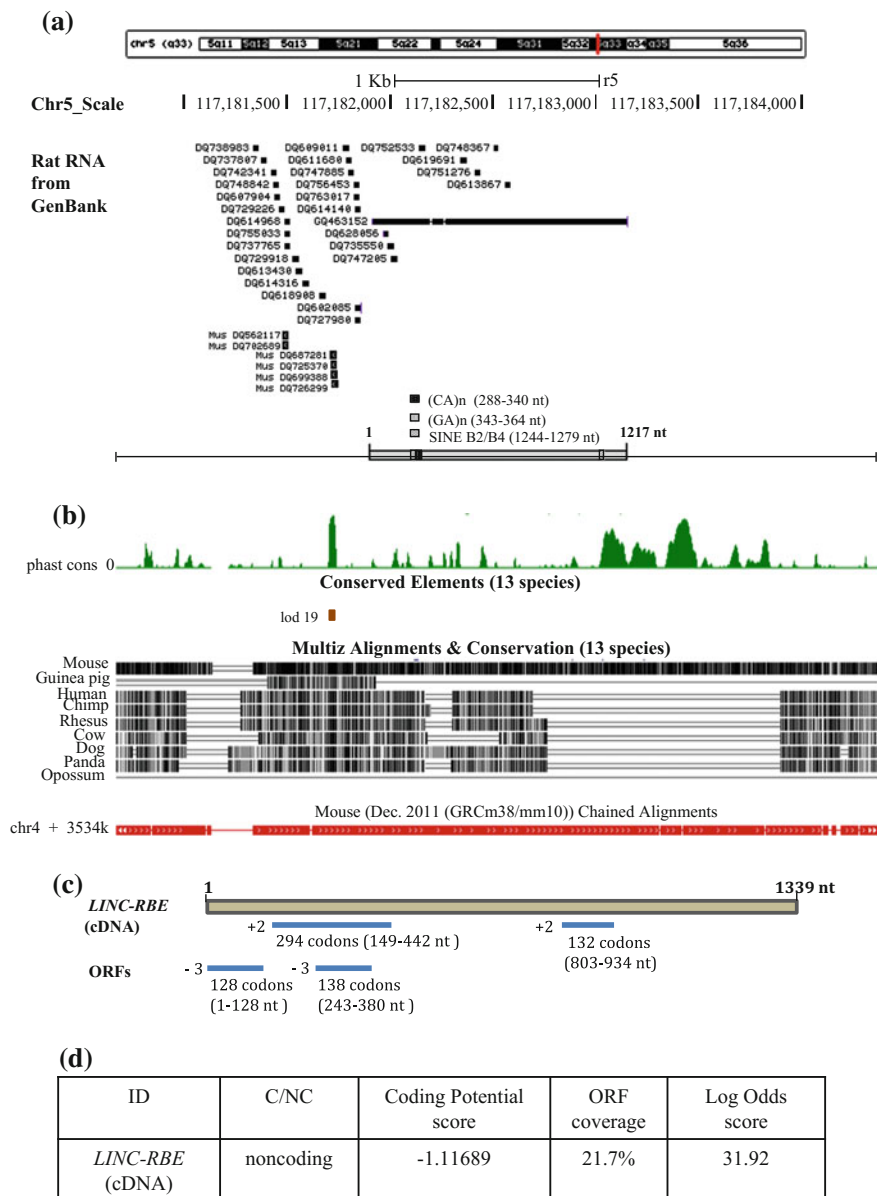 (a)
chr5 (q33) 5q11 5q12 5q13 5q21 5q22 5q24 5q31 5q32 5q33 q34 q35 5q36
1 Kb r5
Chr5_Scale 117,181,500 117,182,000 117,182,500 117,183,000 117,183,500 117,184,000
Rat RNA from GenBank
DQ738983 DQ609011 DQ752533 DQ748367
DQ737807 DQ611680 DQ619691
DQ742341 DQ747885 DQ751276
DQ748842 DQ756453 DQ613867
DQ607904 DQ763017
DQ729226 DQ614140
DQ614968 GQ463152
DQ755033 DQ628056
DQ737765 DQ735550
DQ729918 DQ747205
DQ613430
DQ614316
DQ618908
DQ602085
DQ727980
Mus DQ562117
Mus DQ702689
Mus DQ687281
Mus DQ725370
Mus DQ699388
Mus DQ726299
(CA)n (288-340 nt)
(GA)n (343-364 nt)
SINE B2/B4 (1244-1279 nt)
1 1217 nt
(b)
phast cons 0
Conserved Elements (13 species)
lod 19
Multiz Alignments & Conservation (13 species)
Mouse
Guinea pig
Human
Chimp
Rhesus
Cow
Dog
Panda
Opossum
Mouse (Dec. 2011 (GRCm38/mm10)) Chained Alignments
chr4 + 3534k
(c)
1 1339 nt
LINC-RBE
(cDNA)
+2 +2
294 codons (149-442 nt )
132 codons
(803-934 nt)
ORFs
- 3 - 3
128 codons 138 codons
(1-128 nt ) (243-380 nt)
(d)
ID C/NC Coding Potential score ORF coverage Log Odds score
LINC-RBE (cDNA) noncoding -1.11689 21.7% 31.92